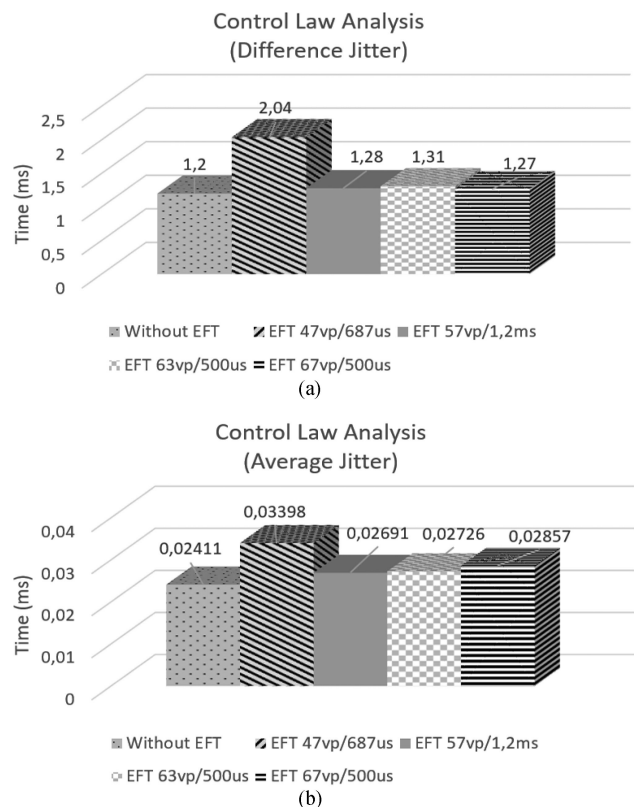 Control Law Analysis
(Difference Jitter)
Time (ms)
2,5
2
1,5
1
0,5
0
1,2
2,04
1,28
1,31
1,27
Without EFT EFT 47vp/687us EFT 57vp/1,2ms
EFT 63vp/500us EFT 67vp/500us
(a)
Control Law Analysis
(Average Jitter)
Time (ms)
0,04
0,03
0,02
0,01
0
0,02411
0,03398
0,02691
0,02726
0,02857
Without EFT EFT 47vp/687us EFT 57vp/1,2ms
EFT 63vp/500us EFT 67vp/500us
(b)